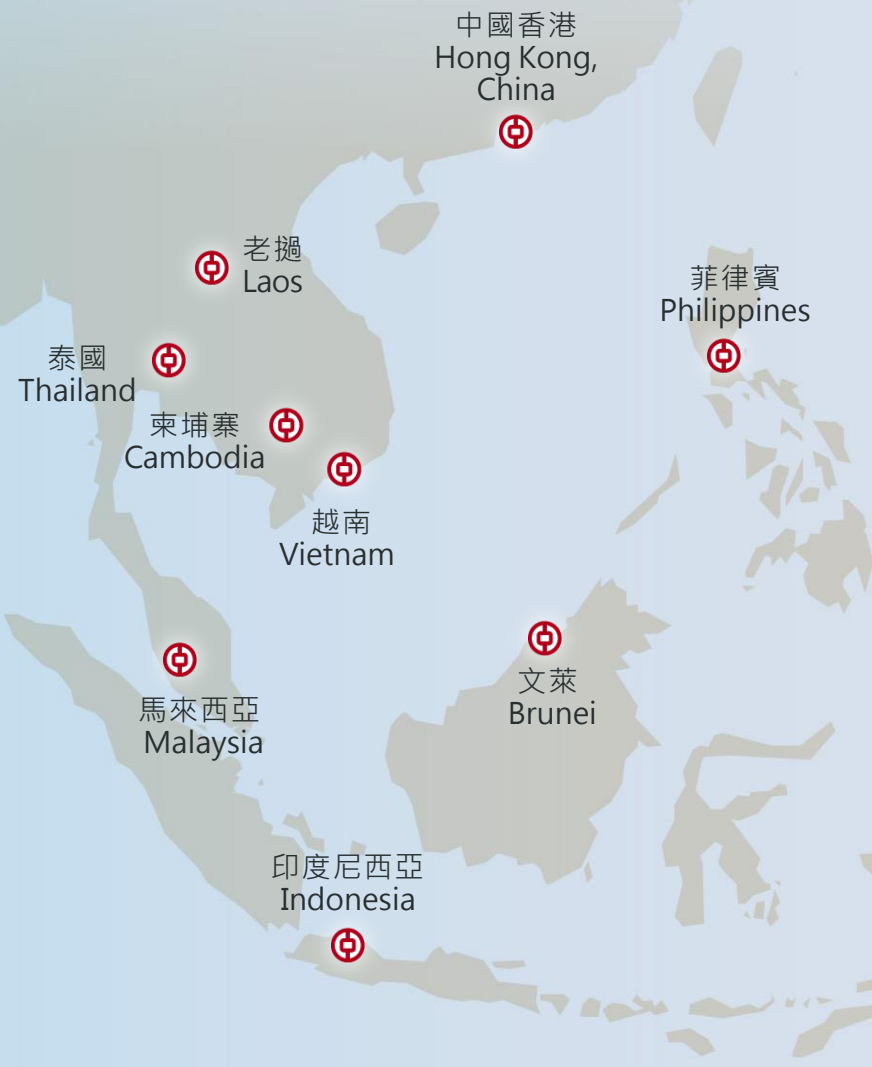 中國香港
Hong Kong,
China
老撾
Laos
菲律賓
Philippines
泰國
Thailand
柬埔寨
Cambodia
越南
Vietnam
文萊
Brunei
馬來西亞
Malaysia
印度尼西亞
Indonesia